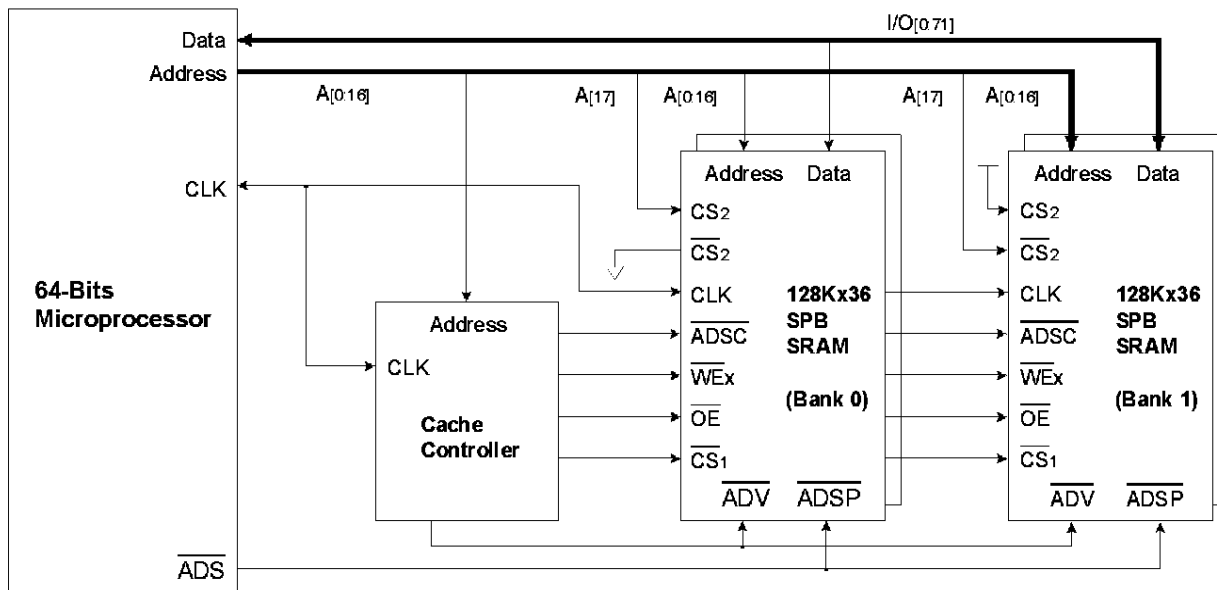 I/O[0:71]
Data
Address
A[0:16]
A[17]
A[0:16]
A[17]
A[0:16]
CLK
64-Bits
Microprocessor
ADS
Address
CLK
Cache
Controller
Address Data
CS2
CS2
CLK
ADSC
WEx
OE
CS1
128Kx36
SPB
SRAM
(Bank 0)
ADV ADSP
Address Data
CS2
CS2
CLK
ADSC
WEx
OE
CS1
128Kx36
SPB
SRAM
(Bank 1)
ADV ADSP